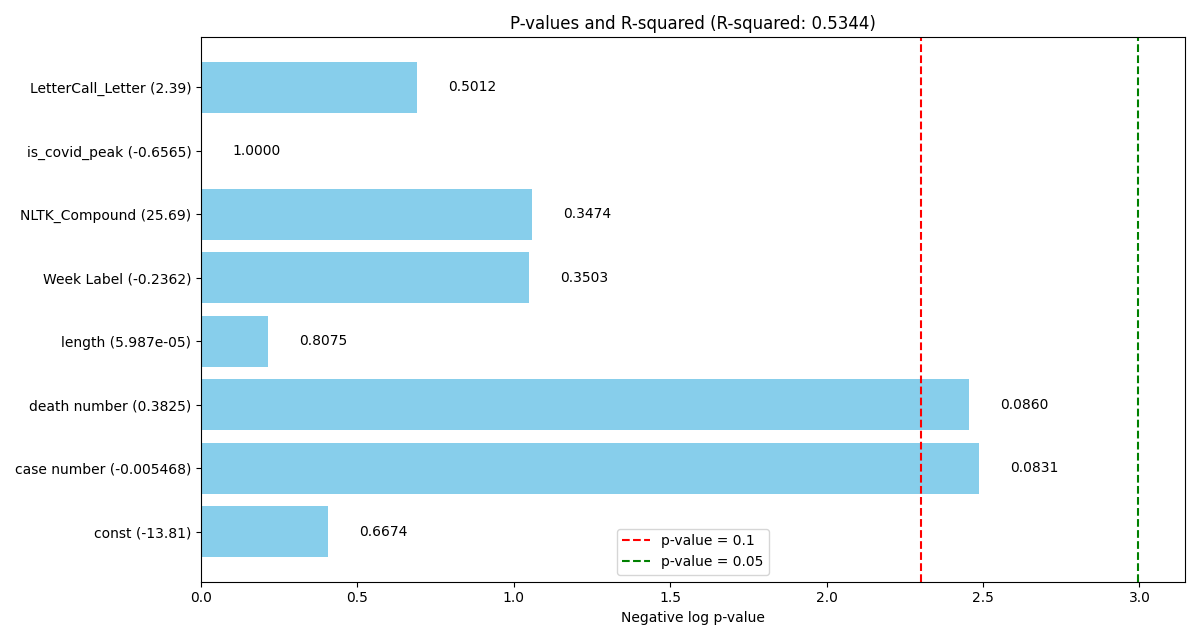 P-values and R-squared (R-squared: 0.5344)
LetterCall_Letter (2.39)
0.5012
is_covid_peak (-0.6565)
1.0000
NLTK_Compound (25.69)
0.3474
Week Label (-0.2362)
0.3503
length (5.987e-05)
0.8075
death number (0.3825)
0.0860
case number (-0.005468)
0.0831
const (-13.81)
0.6674
p-value = 0.1
p-value = 0.05
0.0 0.5 1.0 1.5 2.0 2.5 3.0
Negative log p-value